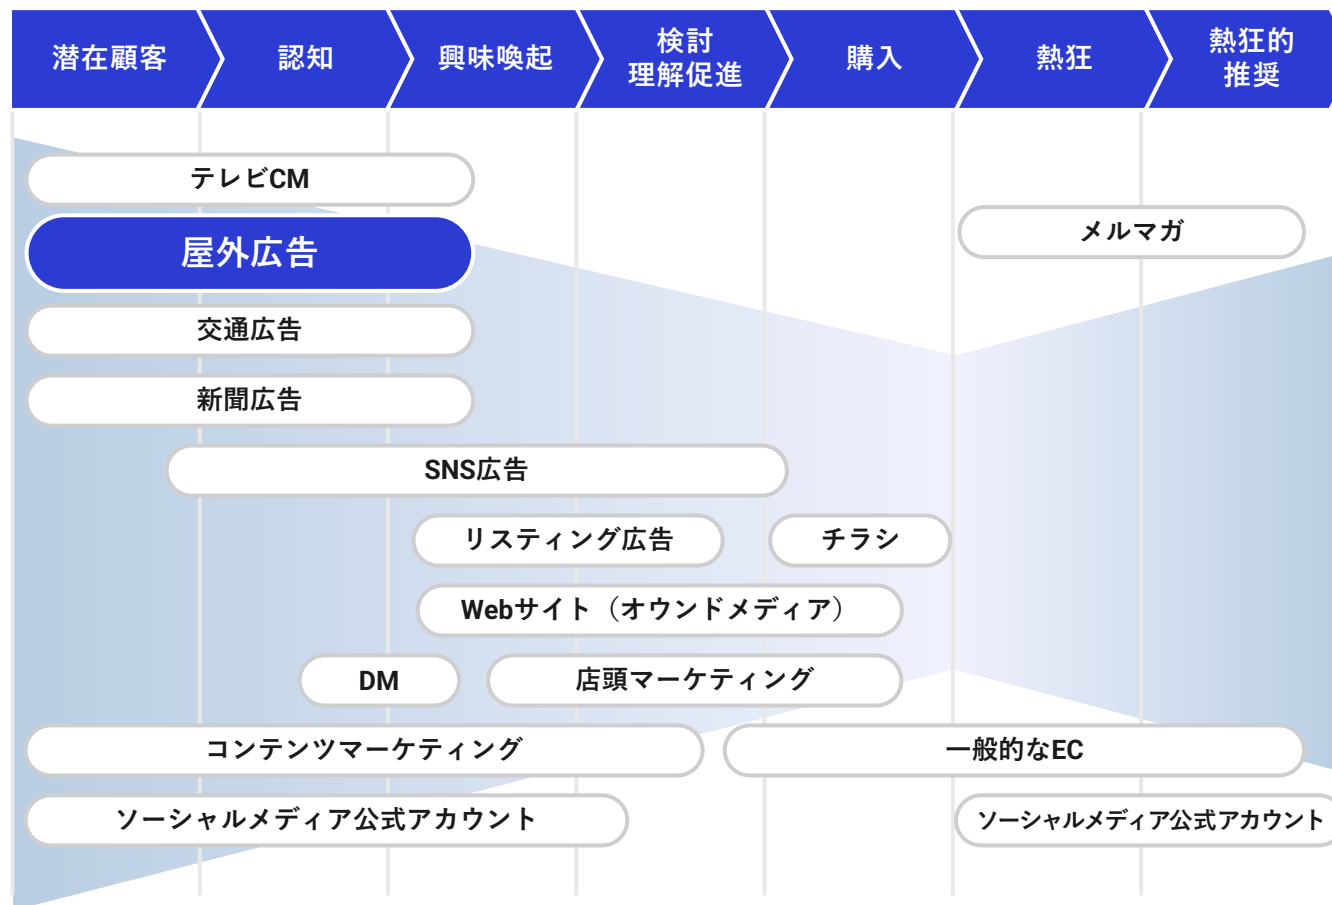 潜在顧客
認知
興味喚起
検討
理解促進
購入
熱狂
熱狂的
推奨
テレビCM
屋外広告
メルマガ
交通広告
新聞広告
SNS広告
リスティング広告
チラシ
Webサイト（オウンドメディア）
DM
店頭マーケティング
コンテンツマーケティング
一般的なEC
ソーシャルメディア公式アカウント
ソーシャルメディア公式アカウント